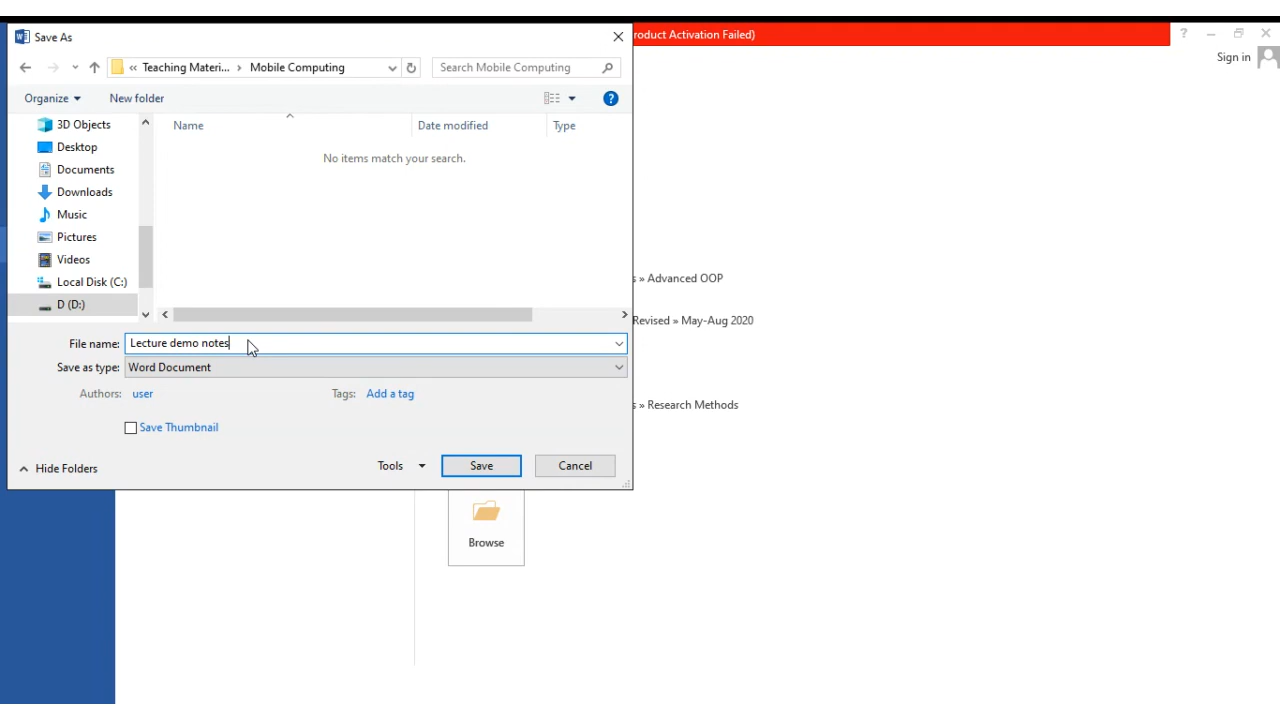 Save As
roduct Activation Failed)
?
Sign in
« Teaching Materi... › Mobile Computing
Search Mobile Computing
Organize
New folder
?
3D Objects
Desktop
Documents
Downloads
Music
Pictures
Videos
Local Disk (C:)
D (D:)
Name
Date modified
Type
No items match your search.
s » Advanced OOP
Revised » May-Aug 2020
s » Research Methods
File name: Lecture demo notes
Save as type: Word Document
Authors: user
Tags: Add a tag
Save Thumbnail
Hide Folders
Tools
Save
Cancel
Browse